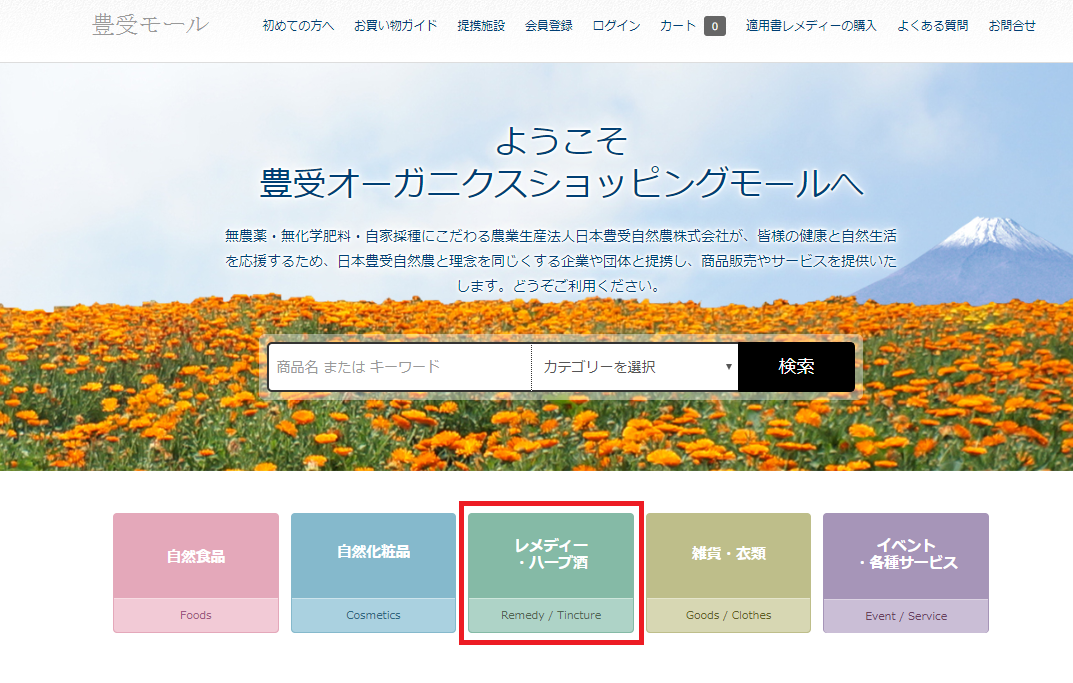 豊受モール
初めての方へ お買い物ガイド 提携施設 会員登録 ログイン カート 0 適用書レメディーの購入 よくある質問 お問合せ
ようこそ
豊受オーガニクスショッピングモールへ
無農薬・無化学肥料・自家採種にこだわる農業生産法人日本豊受自然農株式会社が、皆様の健康と自然生活
を応援するため、日本豊受自然農と理念を同じくする企業や団体と提携し、商品販売やサービスを提供いた
します。どうぞご利用ください。
商品名 または キーワード カテゴリーを選択 ▾ 検索
自然食品
Foods
自然化粧品
Cosmetics
レメディー
・ハーブ酒
Remedy / Tincture
雑貨・衣類
Goods / Clothes
イベント
・各種サービス
Event / Service